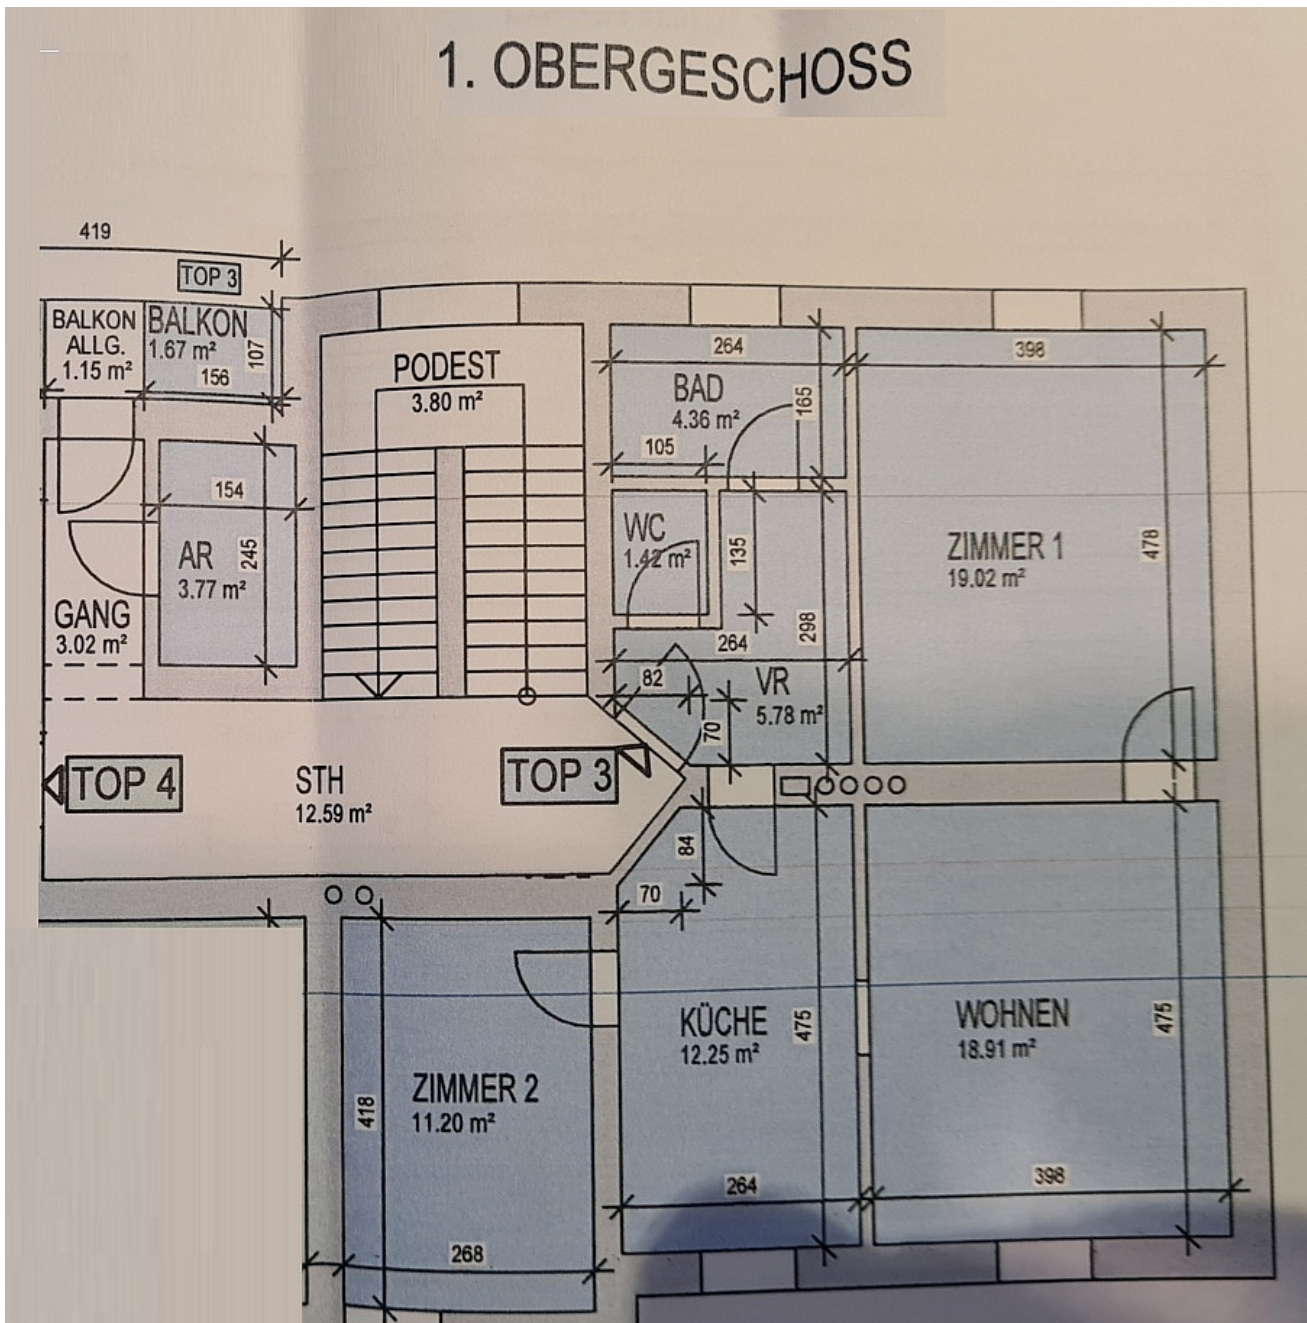 1. OBERGESCHOSS
419
TOP 3
BALKON
ALLG.
1.15 m²
BALKON
1.67 m²
107
156
PODEST
3.80 m²
264
398
BAD
4.36 m²
165
105
154
AR
3.77 m²
245
WC
1.42 m²
135
ZIMMER 1
19.02 m²
478
GANG
3.02 m²
264
298
82
VR
5.78 m²
70
TOP 4
STH
12.59 m²
TOP 3
84
70
KÜCHE
12.25 m²
475
WOHNEN
18.91 m²
475
ZIMMER 2
11.20 m²
418
264
398
268